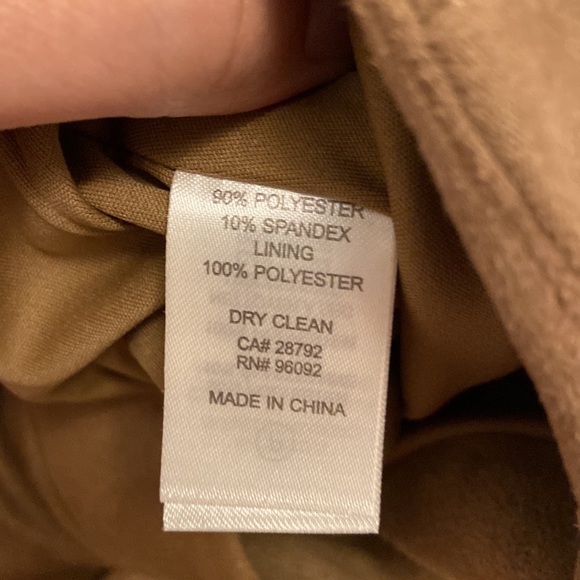 90% POLYESTER
10% SPANDEX
LINING
100% POLYESTER
DRY CLEAN
CA# 28792
RN# 96092
MADE IN CHINA